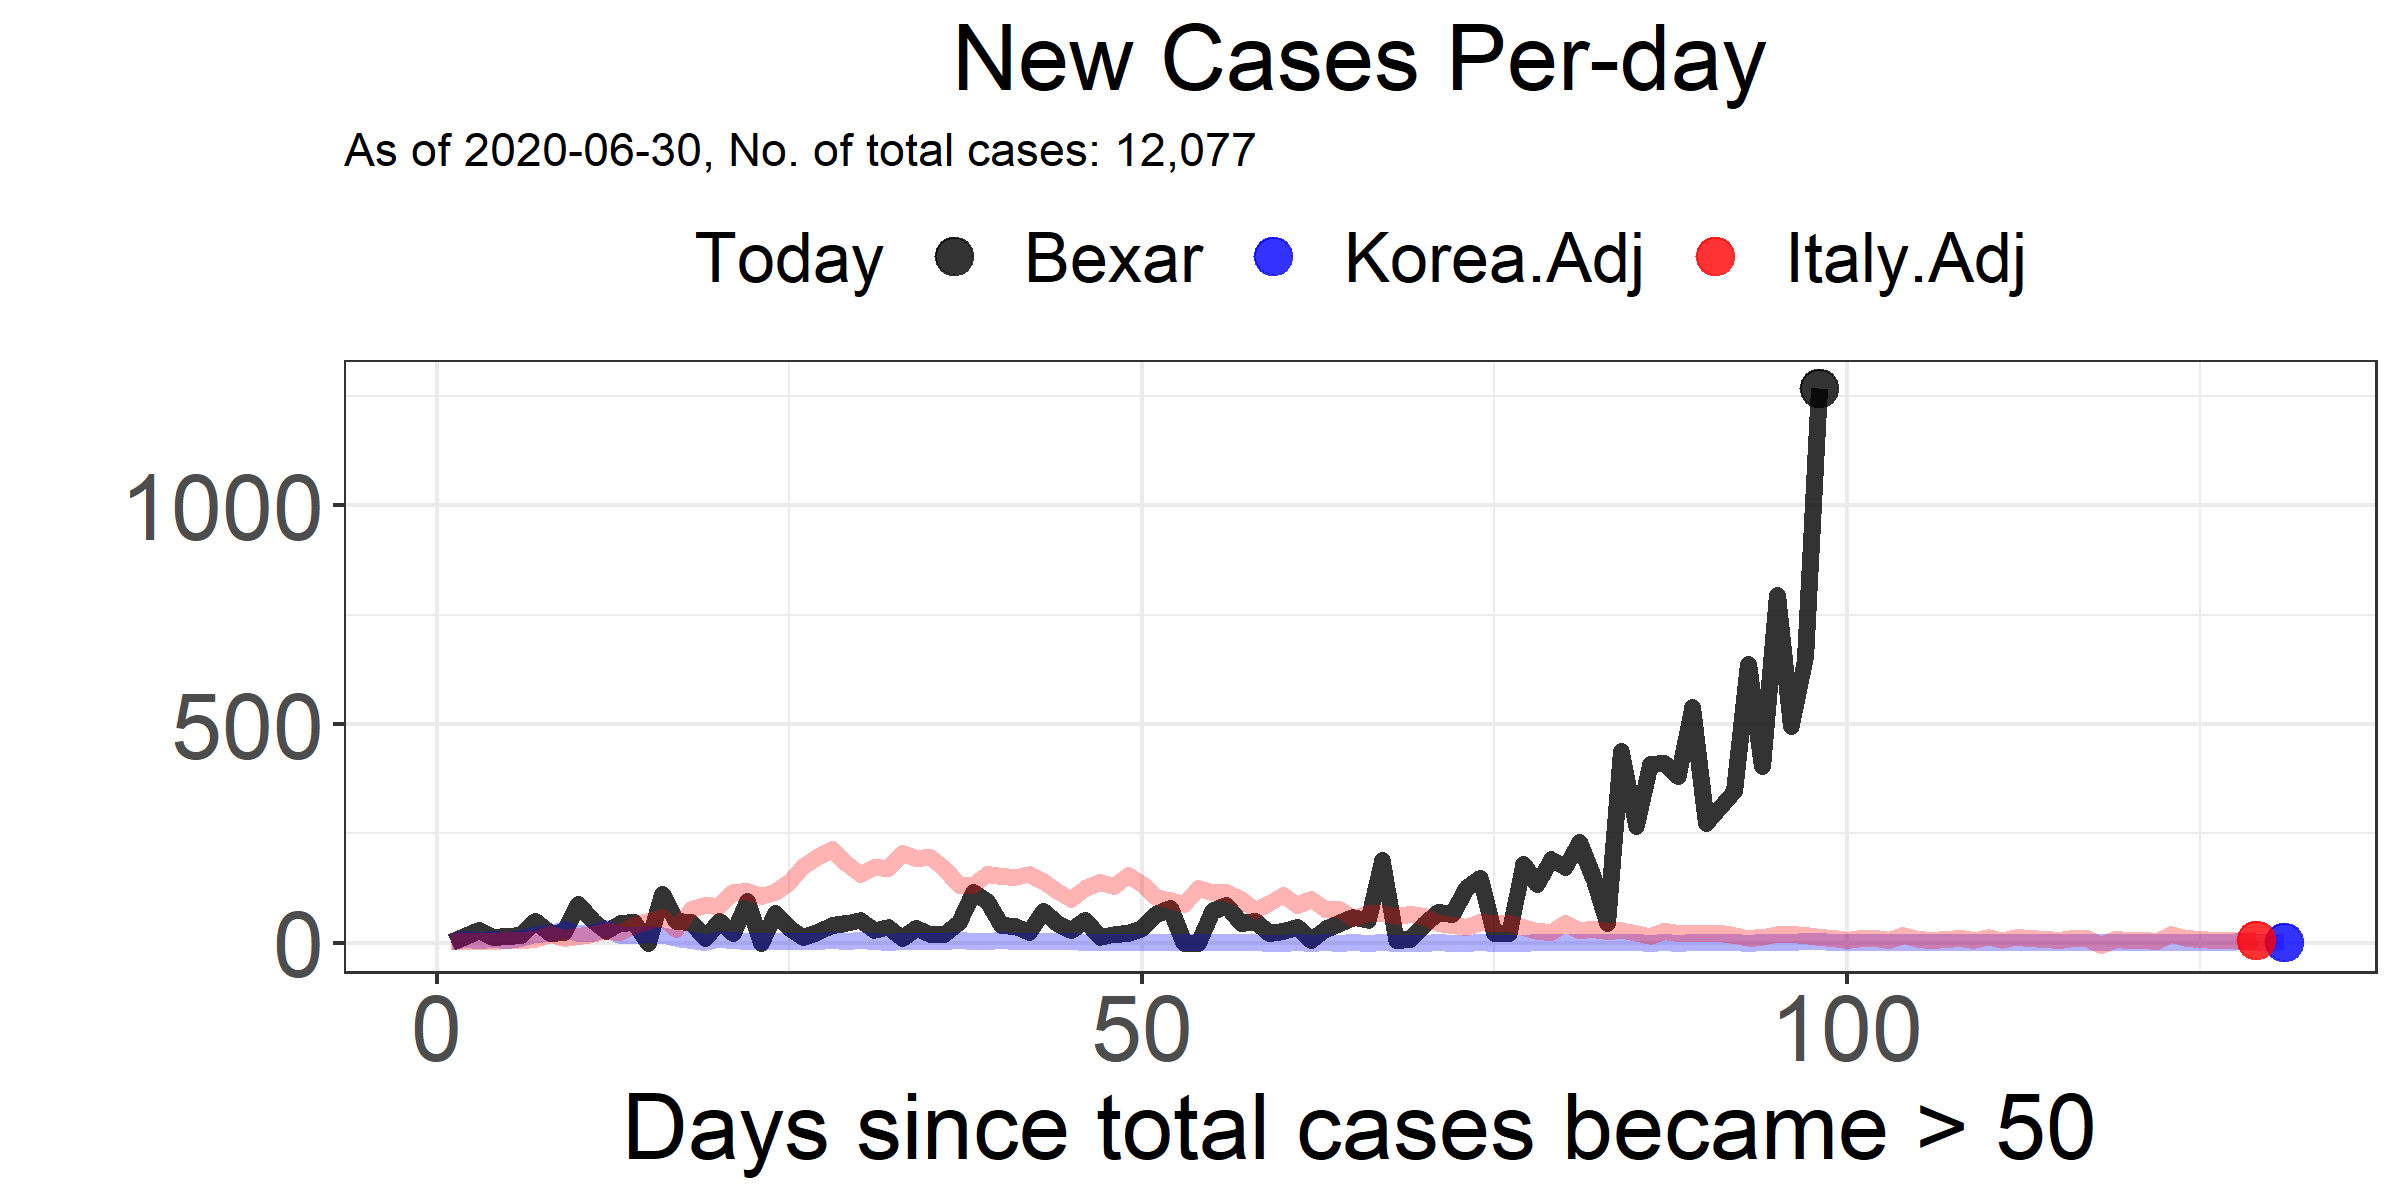 New Cases Per-day
As of 2020-06-30, No. of total cases: 12,077
Today Bexar Korea.Adj Italy.Adj
1000
500
0
0 50 100
Days since total cases became > 50